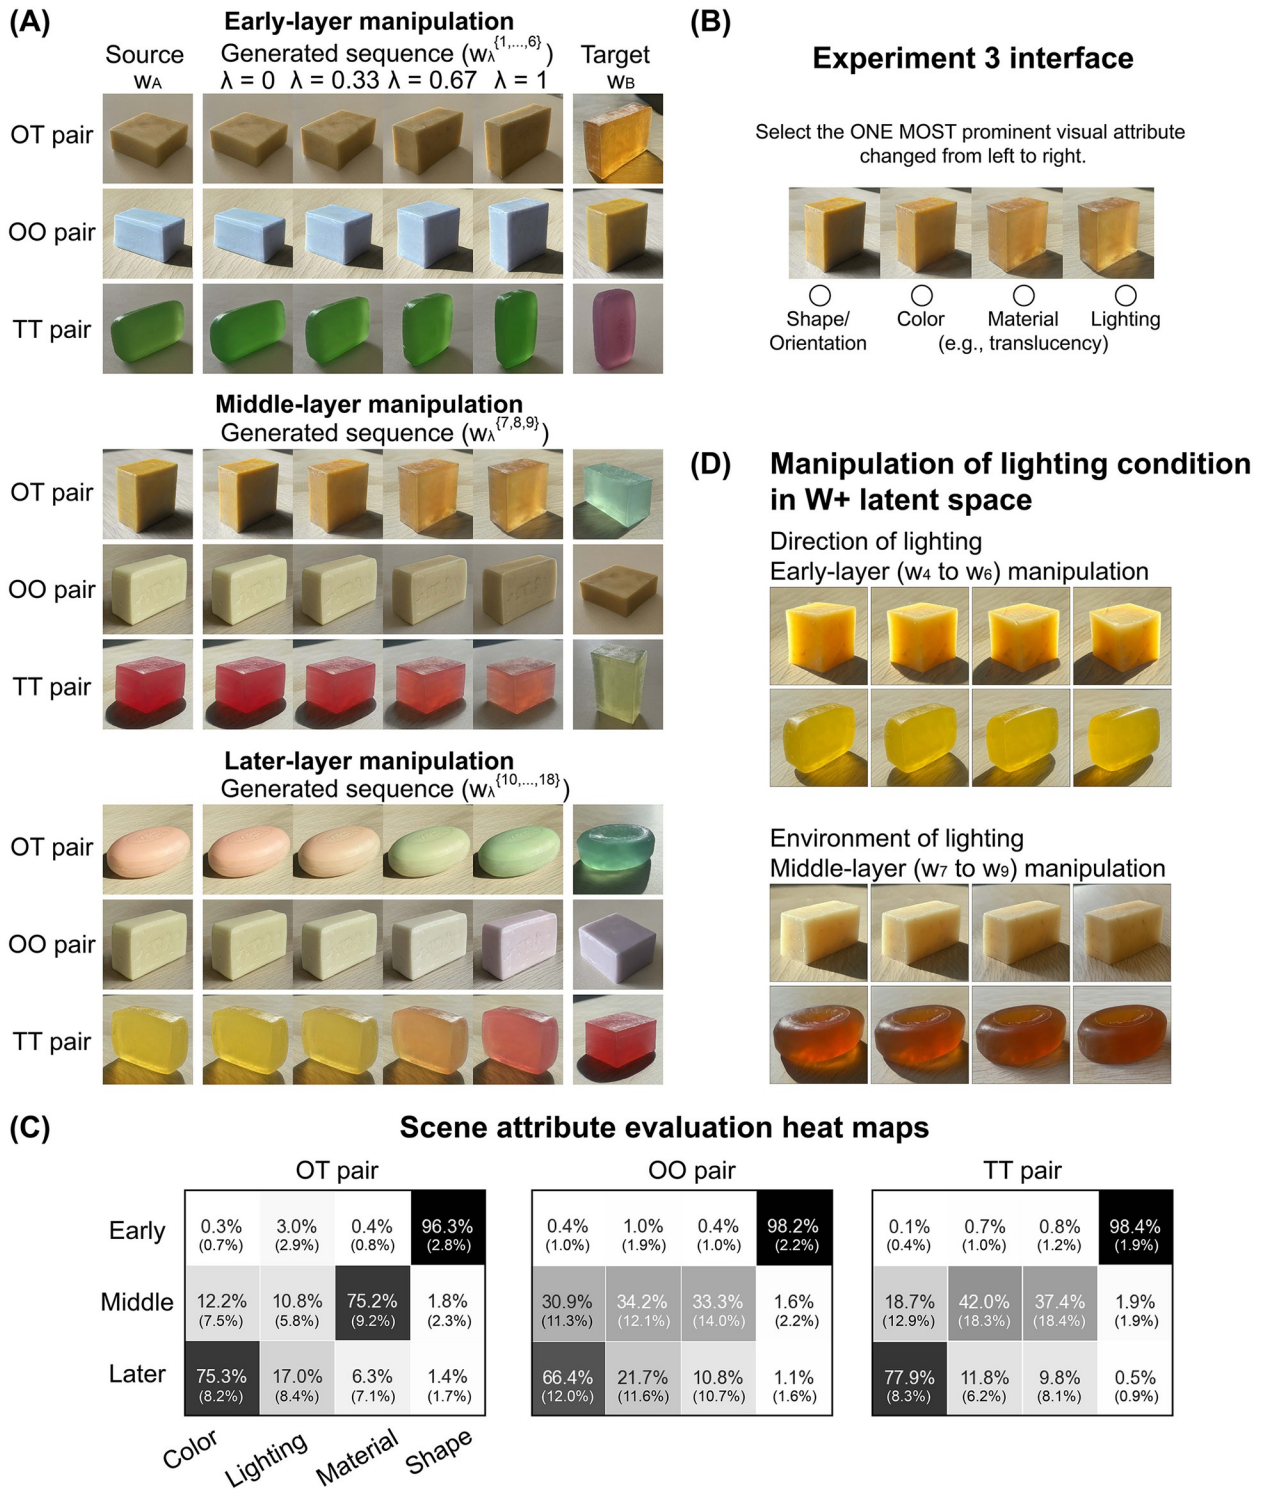 (A)
Early-layer manipulation
Source Generated sequence (wλ{1,...,6}) Target
wA λ = 0 λ = 0.33 λ = 0.67 λ = 1 wB
OT pair
OO pair
TT pair
Middle-layer manipulation
Generated sequence (wλ{7,8,9})
OT pair
OO pair
TT pair
Later-layer manipulation
Generated sequence (wλ{10,...,18})
OT pair
OO pair
TT pair
(B)
Experiment 3 interface
Select the ONE MOST prominent visual attribute
changed from left to right.
Shape/ Color Material Lighting
Orientation (e.g., translucency)
(D) Manipulation of lighting condition
in W+ latent space
Direction of lighting
Early-layer (w4 to w6) manipulation
Environment of lighting
Middle-layer (w7 to w9) manipulation
(C) Scene attribute evaluation heat maps
OT pair OO pair TT pair
Early 0.3% 3.0% 0.4% 96.3% 0.4% 1.0% 0.4% 98.2% 0.1% 0.7% 0.8% 98.4%
(0.7%) (2.9%) (0.8%) (2.8%) (1.0%) (1.9%) (1.0%) (2.2%) (0.4%) (1.0%) (1.2%) (1.9%)
Middle 12.2% 10.8% 75.2% 1.8% 30.9% 34.2% 33.3% 1.6% 18.7% 42.0% 37.4% 1.9%
(7.5%) (5.8%) (9.2%) (2.3%) (11.3%) (12.1%) (14.0%) (2.2%) (12.9%) (18.3%) (18.4%) (1.9%)
Later 75.3% 17.0% 6.3% 1.4% 66.4% 21.7% 10.8% 1.1% 77.9% 11.8% 9.8% 0.5%
(8.2%) (8.4%) (7.1%) (1.7%) (12.0%) (11.6%) (10.7%) (1.6%) (8.3%) (6.2%) (8.1%) (0.9%)
Color Lighting Material Shape